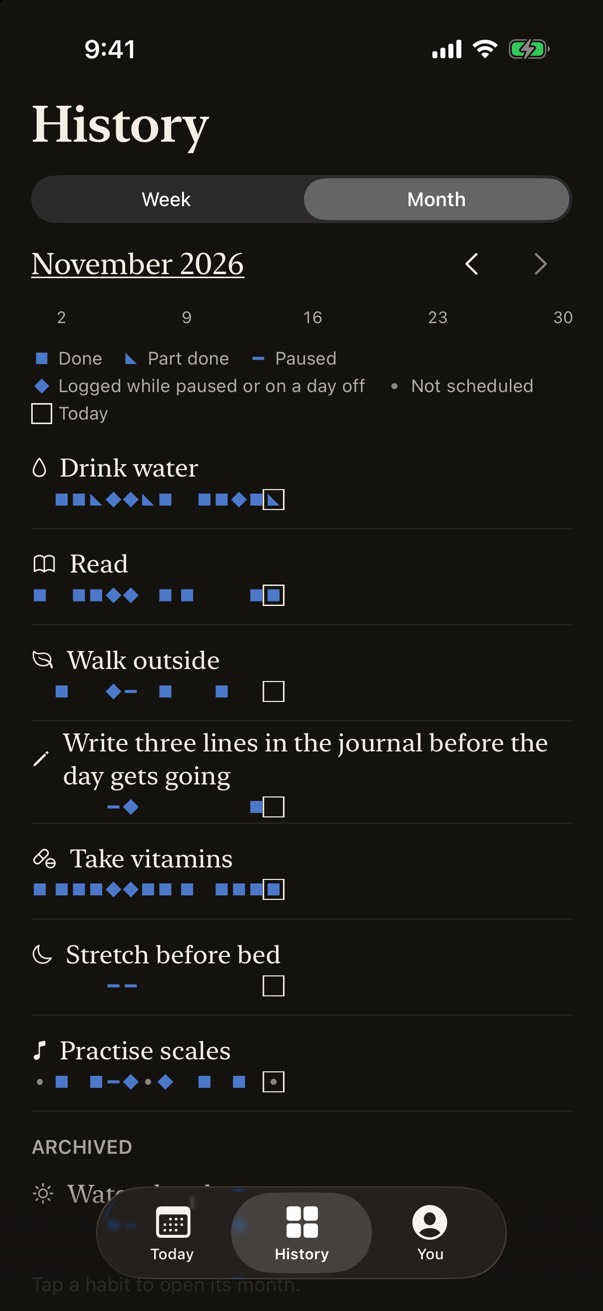 9:41
History
Week Month
November 2026
2 9 16 23 30
Done Part done Paused
Logged while paused or on a day off Not scheduled
Today
Drink water
Read
Walk outside
Write three lines in the journal before the
day gets going
Take vitamins
Stretch before bed
Practise scales
ARCHIVED
Tap a habit to open its month.
Today History You